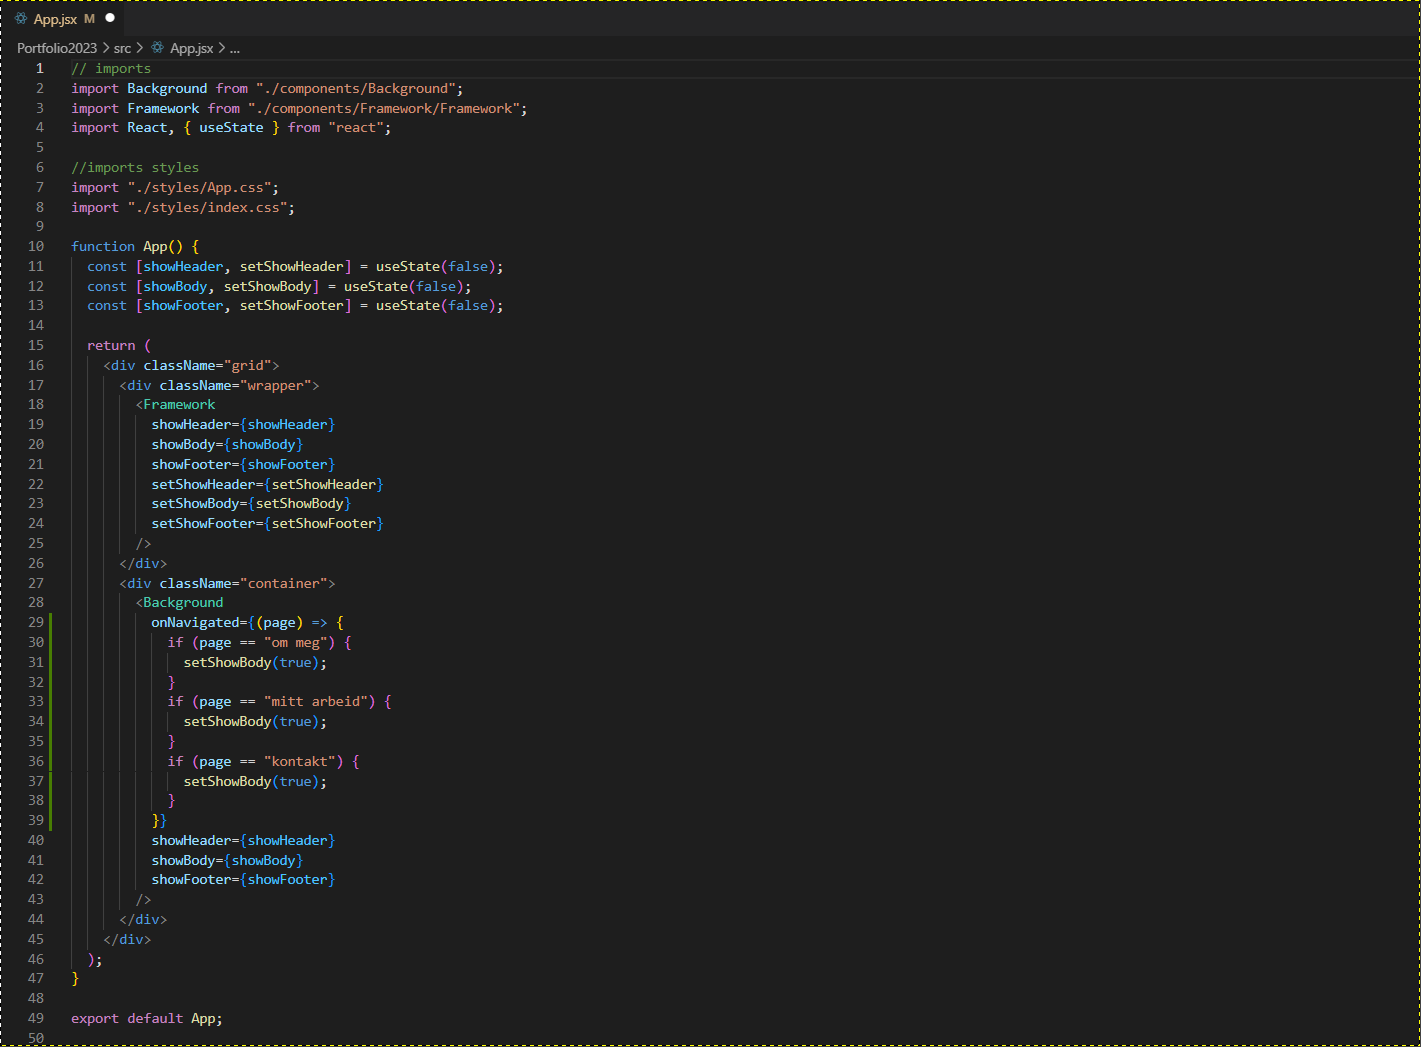 App.jsx M
Portfolio2023 > src > App.jsx > ...
1 // imports
2 import Background from "./components/Background";
3 import Framework from "./components/Framework/Framework";
4 import React, { useState } from "react";
5
6 //imports styles
7 import "./styles/App.css";
8 import "./styles/index.css";
9
10 function App() {
11   const [showHeader, setShowHeader] = useState(false);
12   const [showBody, setShowBody] = useState(false);
13   const [showFooter, setShowFooter] = useState(false);
14
15   return (
16     <div className="grid">
17       <div className="wrapper">
18         <Framework
19           showHeader={showHeader}
20           showBody={showBody}
21           showFooter={showFooter}
22           setShowHeader={setShowHeader}
23           setShowBody={setShowBody}
24           setShowFooter={setShowFooter}
25         />
26       </div>
27       <div className="container">
28         <Background
29           onNavigated={(page) => {
30             if (page == "om meg") {
31               setShowBody(true);
32             }
33             if (page == "mitt arbeid") {
34               setShowBody(true);
35             }
36             if (page == "kontakt") {
37               setShowBody(true);
38             }
39           }}
40           showHeader={showHeader}
41           showBody={showBody}
42           showFooter={showFooter}
43         />
44       </div>
45     </div>
46   );
47 }
48
49 export default App;
50